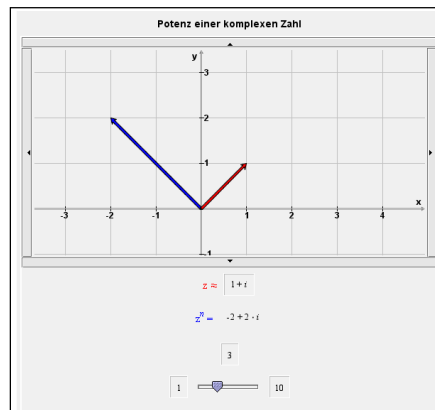 Potenz einer komplexen Zahl
y
3
2
1
x
-3 -2 -1 0 1 2 3 4
-1
z = 1 + i
zⁿ = -2 + 2 · i
3
1 10